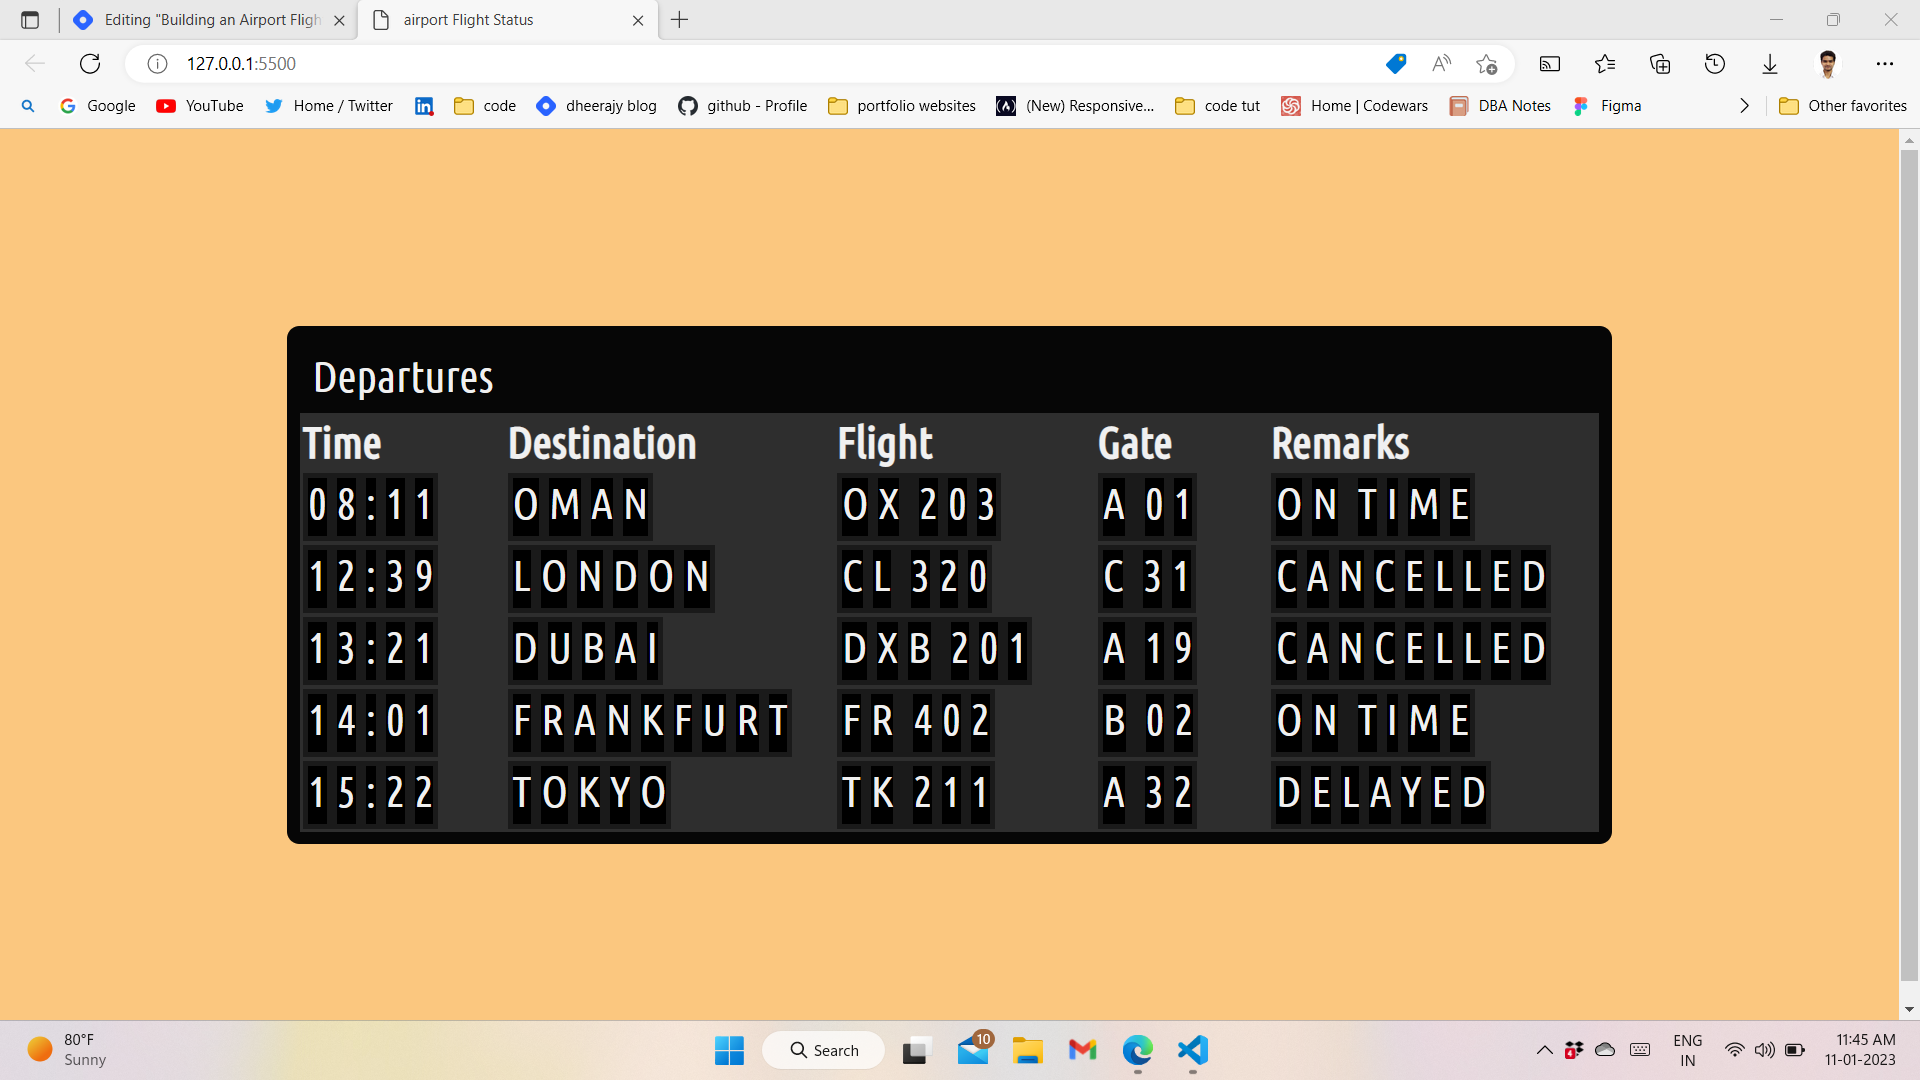 Editing "Building an Airport Fligh
airport Flight Status
127.0.0.1:5500
Google
YouTube
Home / Twitter
code
dheerajy blog
github - Profile
portfolio websites
(New) Responsive...
code tut
Home | Codewars
DBA Notes
Figma
Other favorites
Departures
Time Destination Flight Gate Remarks
08:11 OMAN OX 203 A 01 ON TIME
12:39 LONDON CL 320 C 31 CANCELLED
13:21 DUBAI DXB 201 A 19 CANCELLED
14:01 FRANKFURT FR 402 B 02 ON TIME
15:22 TOKYO TK 211 A 32 DELAYED
80°F
Sunny
Search
10
4
ENG
IN
11:45 AM
11-01-2023